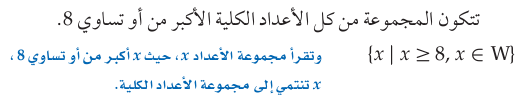 تتكون المجموعة من كل الأعداد الكلية الأكبر من أو تساوي 8.
{x | x ≥ 8, x ∈ W} وتقرأ مجموعة الأعداد x، حيث x أكبر من أو تساوي 8،
x تنتمي إلى مجموعة الأعداد الكلية.